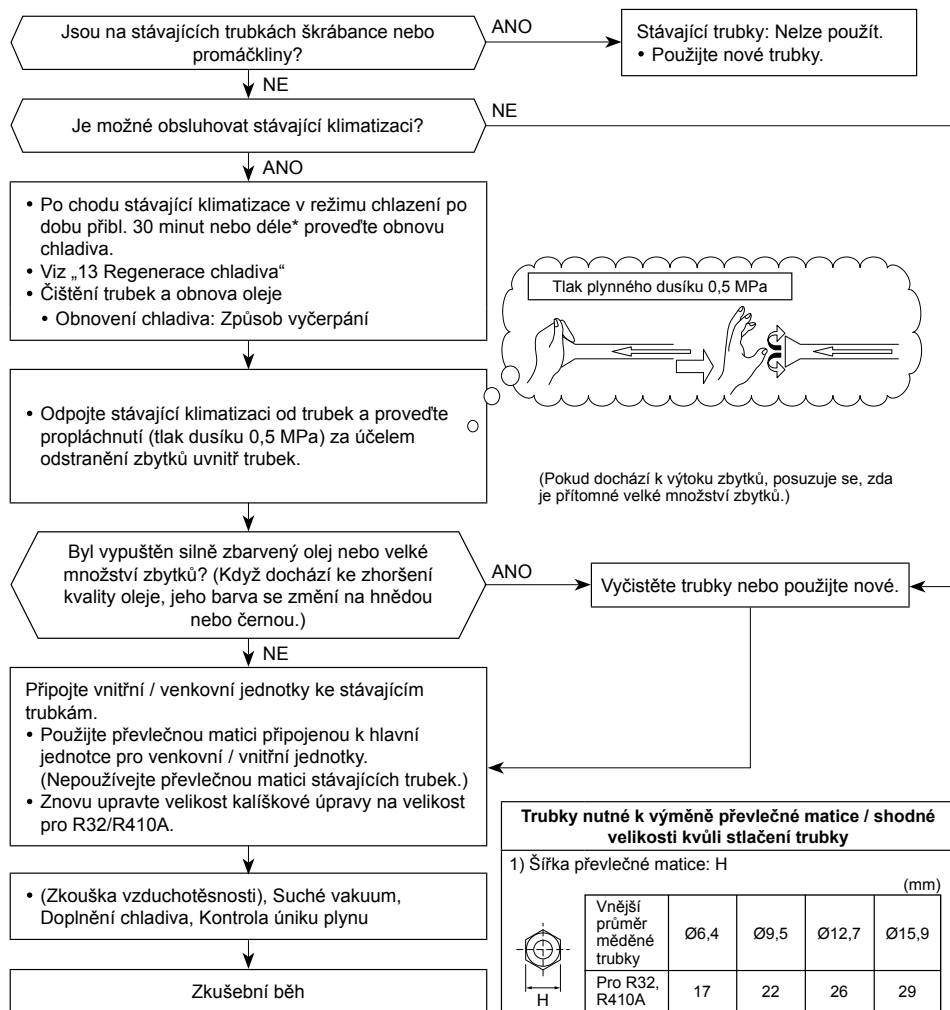 Jsou na stávajících trubkách škrábance nebo
promáčkliny?
ANO
Stávající trubky: Nelze použít.
• Použijte nové trubky.
NE
Je možné obsluhovat stávající klimatizaci?
NE
ANO
• Po chodu stávající klimatizace v režimu chlazení po
dobu přibl. 30 minut nebo déle* proveďte obnovu
chladiva.
• Viz „13 Regenerace chladiva“
• Čištění trubek a obnova oleje
• Obnovení chladiva: Způsob vyčerpání
Tlak plynného dusíku 0,5 MPa
• Odpojte stávající klimatizaci od trubek a proveďte
propláchnutí (tlak dusíku 0,5 MPa) za účelem
odstranění zbytků uvnitř trubek.
(Pokud dochází k výtoku zbytků, posuzuje se, zda
je přítomné velké množství zbytků.)
Byl vypuštěn silně zbarvený olej nebo velké
množství zbytků? (Když dochází ke zhoršení
kvality oleje, jeho barva se změní na hnědou
nebo černou.)
ANO
Vyčistěte trubky nebo použijte nové.
NE
Připojte vnitřní / venkovní jednotky ke stávajícím
trubkám.
• Použijte převlečnou matici připojenou k hlavní
jednotce pro venkovní / vnitřní jednotky.
(Nepoužívejte převlečnou matici stávajících trubek.)
• Znovu upravte velikost kalíškové úpravy na velikost
pro R32/R410A.
• (Zkouška vzduchotěsnosti), Suché vakuum,
Doplnění chladiva, Kontrola úniku plynu
Zkušební běh
Trubky nutné k výměně převlečné matice / shodné
velikosti kvůli stlačení trubky
1) Šířka převlečné matice: H
(mm)
Vnější
průměr
měděné
trubky
Ø6,4 Ø9,5 Ø12,7 Ø15,9
H
Pro R32,
R410A
17 22 26 29